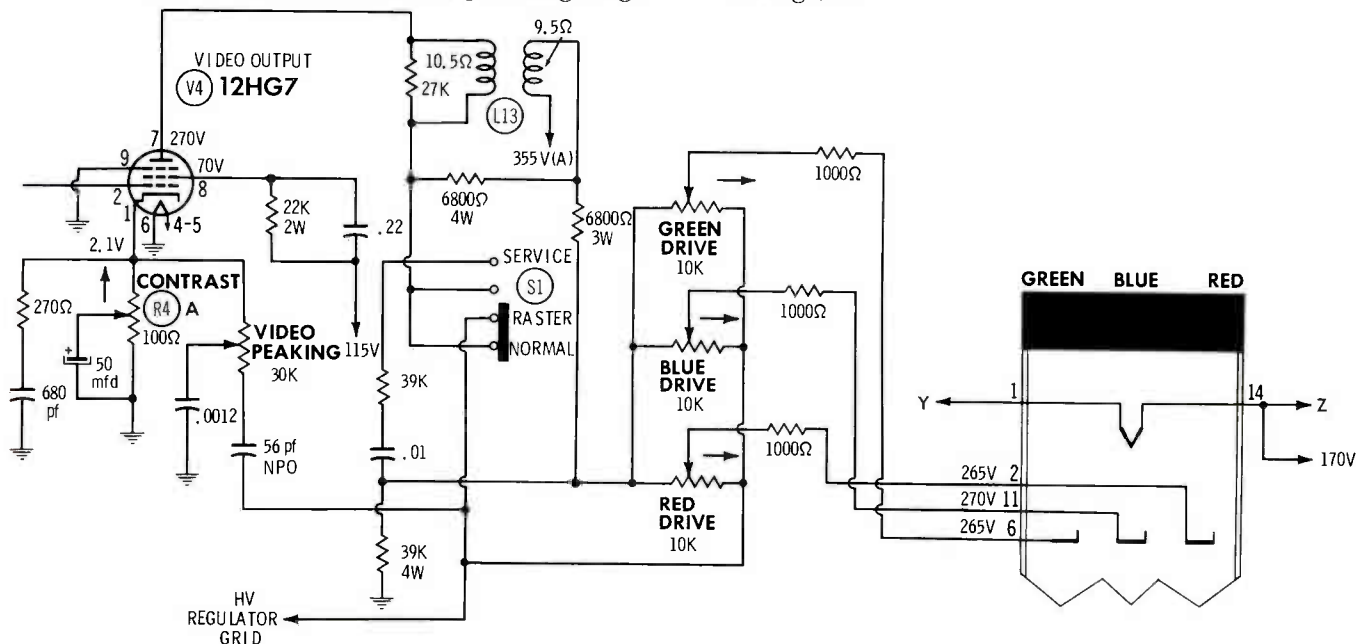 9.5Ω
VIDEO OUTPUT
V4 12HG7
10.5Ω
27K
L13
7 270V
355V(A)
9
70V
2
8
1
6
4-5
22K
2W
.22
6800Ω
4W
6800Ω
3W
1000Ω
GREEN
DRIVE
10K
2.1V
SERVICE
S1
RASTER
NORMAL
CONTRAST
R4 A
100Ω
270Ω
VIDEO
PEAKING
30K
115V
1000Ω
BLUE
DRIVE
10K
GREEN BLUE RED
+
50
mfd
680
pf
.0012
39K
56 pf
NPO
.01
1000Ω
RED
DRIVE
10K
Y
1
14
Z
170V
265V 2
270V 11
265V 6
39K
4W
HV
REGULATOR
GRID